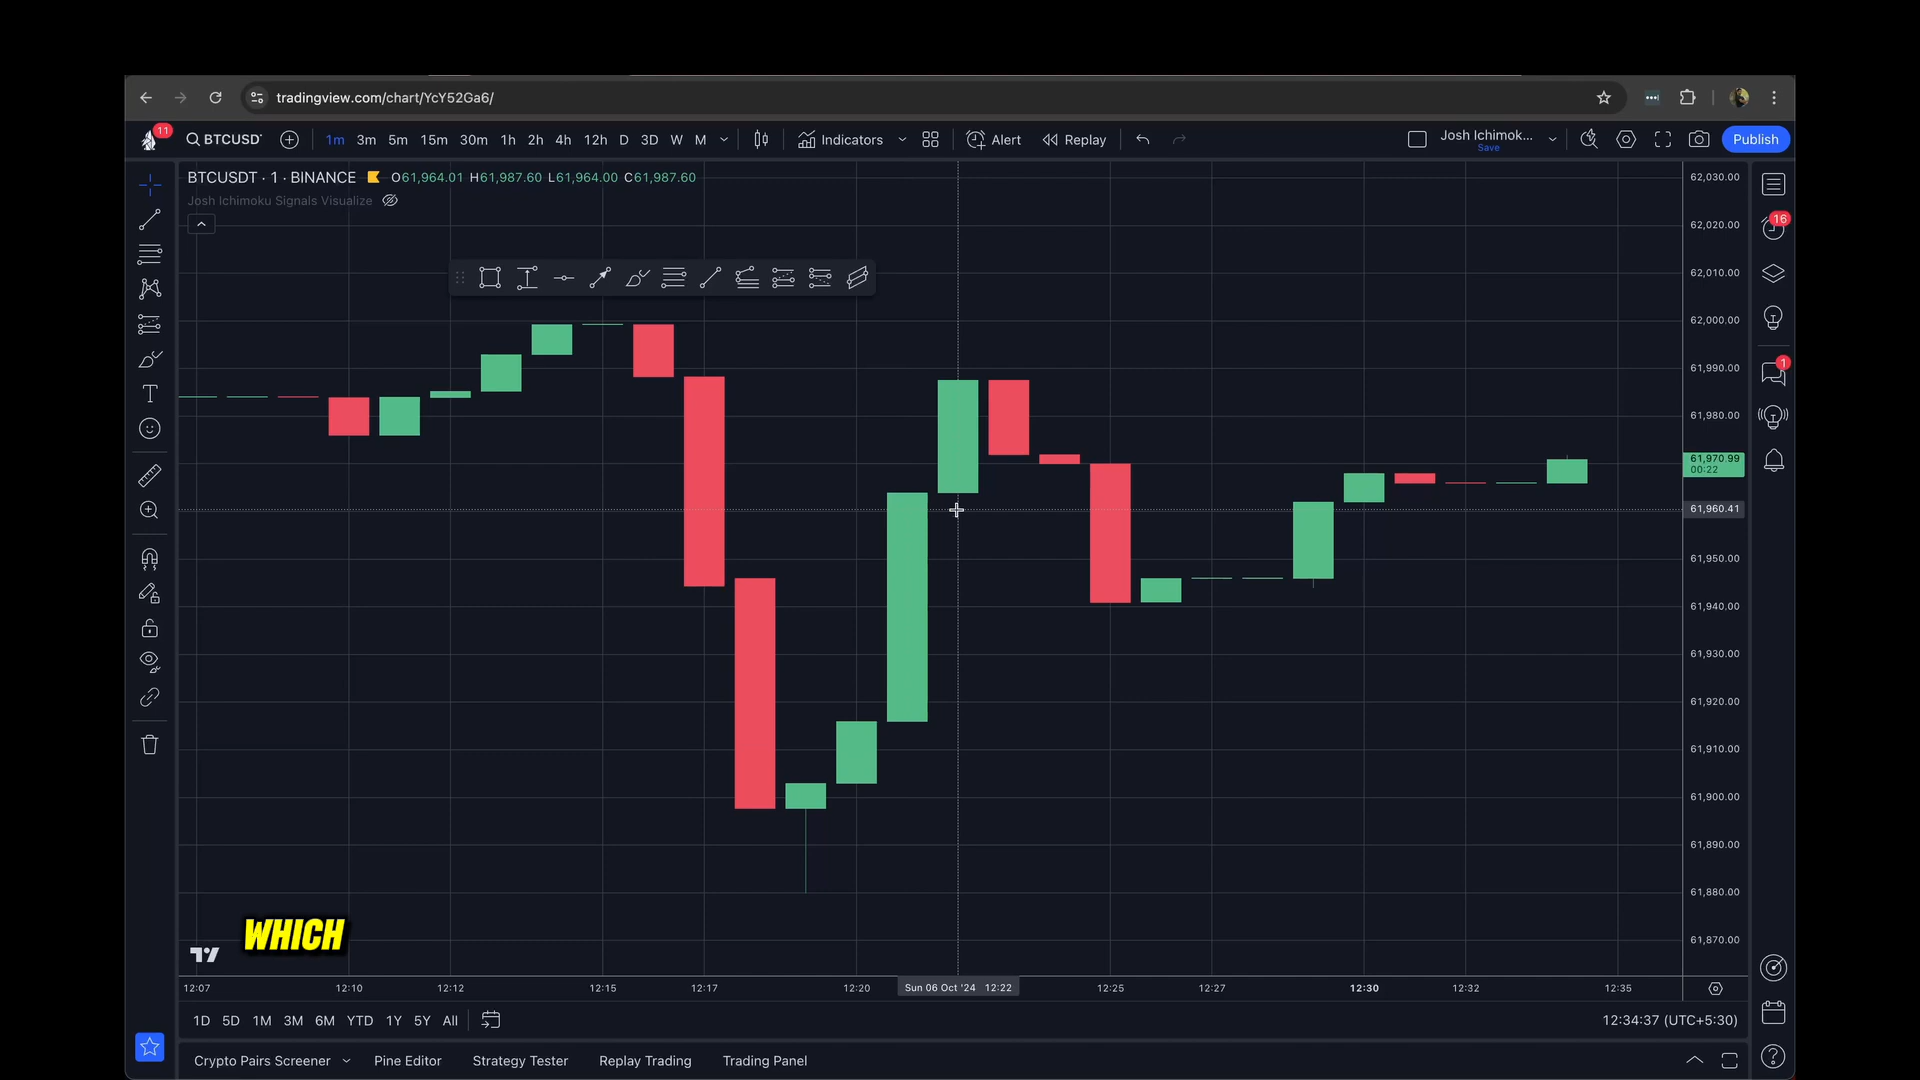 tradingview.com/chart/YcY52Ga6/
11
BTCUSDT
1m 3m 5m 15m 30m 1h 2h 4h 12h D 3D W M
Indicators
Alert
Replay
Josh Ichimok...
Save
Publish
BTCUSDT · 1 · BINANCE O61,964.01 H61,987.60 L61,964.00 C61,987.60
Josh Ichimoku Signals Visualize
62,030.00
62,020.00
62,010.00
62,000.00
61,990.00
61,980.00
61,970.99
00:22
61,960.41
61,950.00
61,940.00
61,930.00
61,920.00
61,910.00
61,900.00
61,890.00
61,880.00
61,870.00
16
1
WHICH
12:07 12:10 12:12 12:15 12:17 12:20 Sun 06 Oct '24 12:22 12:25 12:27 12:30 12:32 12:35
1D 5D 1M 3M 6M YTD 1Y 5Y All
12:34:37 (UTC+5:30)
Crypto Pairs Screener Pine Editor Strategy Tester Replay Trading Trading Panel